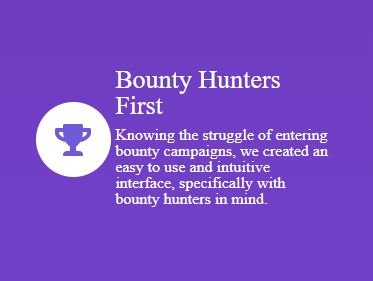 Bounty Hunters
First
Knowing the struggle of entering
bounty campaigns, we created an
easy to use and intuitive
interface, specifically with
bounty hunters in mind.